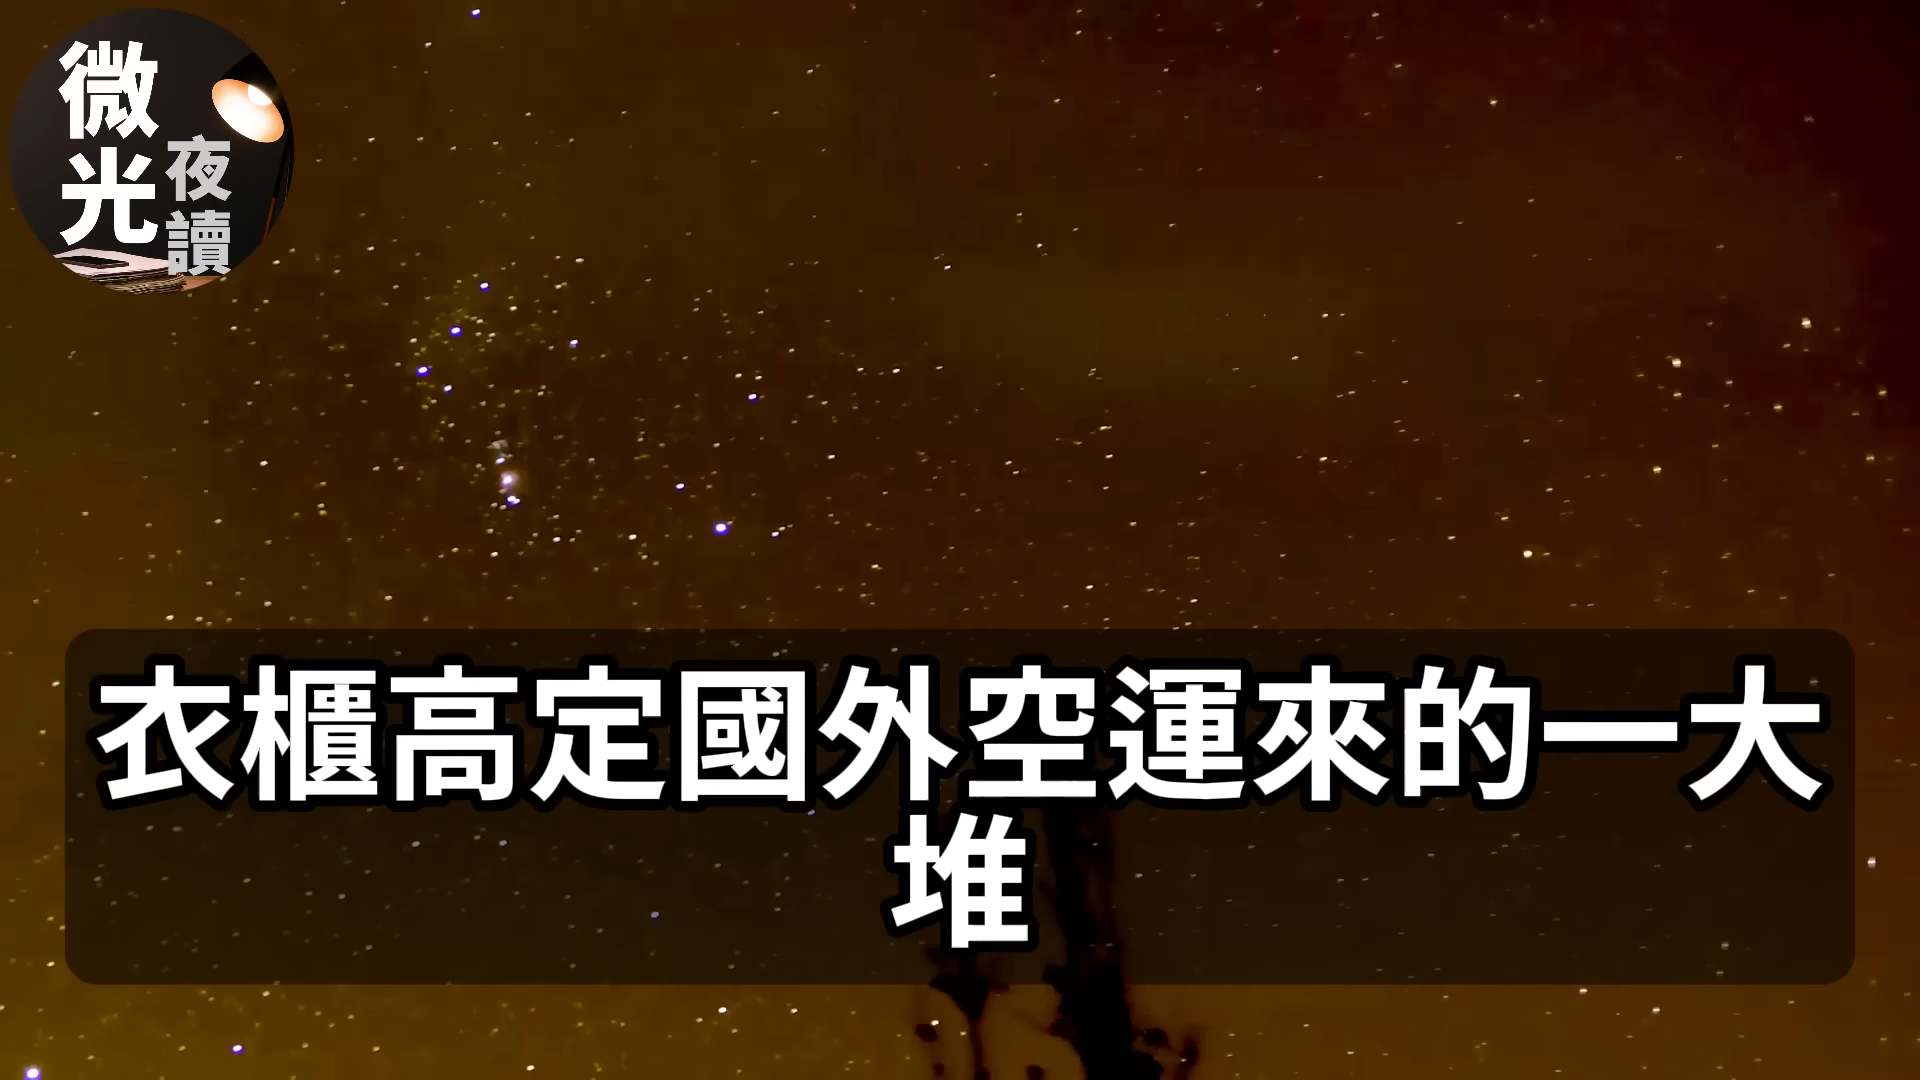 微光
夜讀
衣櫃高定國外空運來的一大
堆